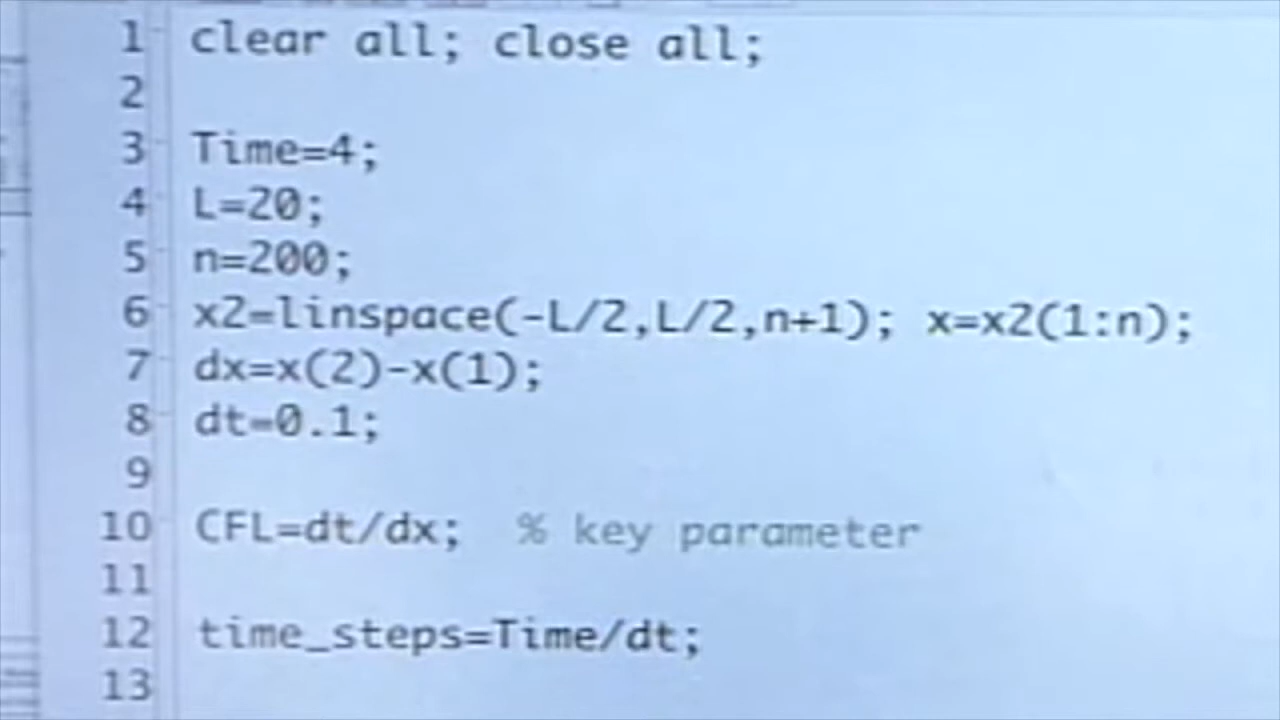 1 clear all; close all;
2
3 Time=4;
4 L=20;
5 n=200;
6 x2=linspace(-L/2,L/2,n+1); x=x2(1:n);
7 dx=x(2)-x(1);
8 dt=0.1;
9
10 CFL=dt/dx; % key parameter
11
12 time_steps=Time/dt;
13